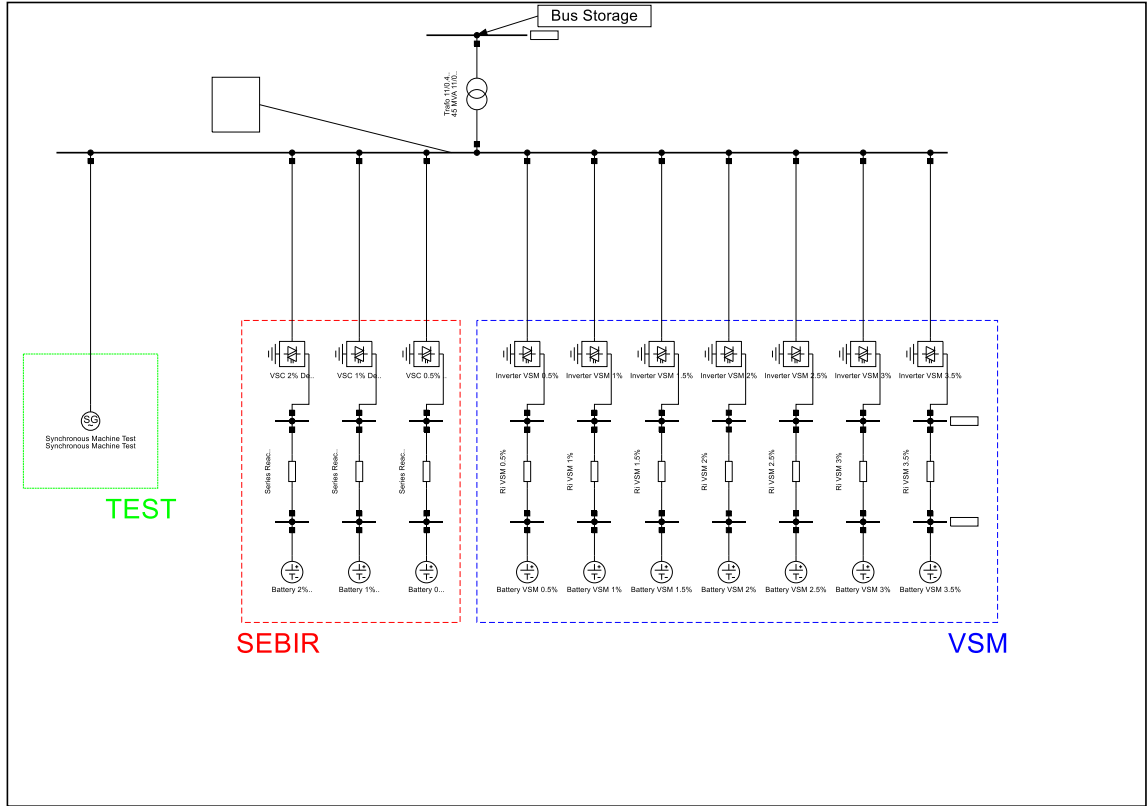 Bus Storage
Trafo 11/0.4..
45 MVA 11/0..
VSC 2% De..
VSC 1% De..
VSC 0.5% ..
Inverter VSM 0.5%
Inverter VSM 1%
Inverter VSM 1.5%
Inverter VSM 2%
Inverter VSM 2.5%
Inverter VSM 3%
Inverter VSM 3.5%
SG
~
Synchronous Machine Test
Synchronous Machine Test
TEST
Series Reac..
Series Reac..
Series Reac..
Ri VSM 0.5%
Ri VSM 1%
Ri VSM 1.5%
Ri VSM 2%
Ri VSM 2.5%
Ri VSM 3%
Ri VSM 3.5%
Battery 2%..
Battery 1%..
Battery 0...
Battery VSM 0.5%
Battery VSM 1%
Battery VSM 1.5%
Battery VSM 2%
Battery VSM 2.5%
Battery VSM 3%
Battery VSM 3.5%
SEBIR
VSM